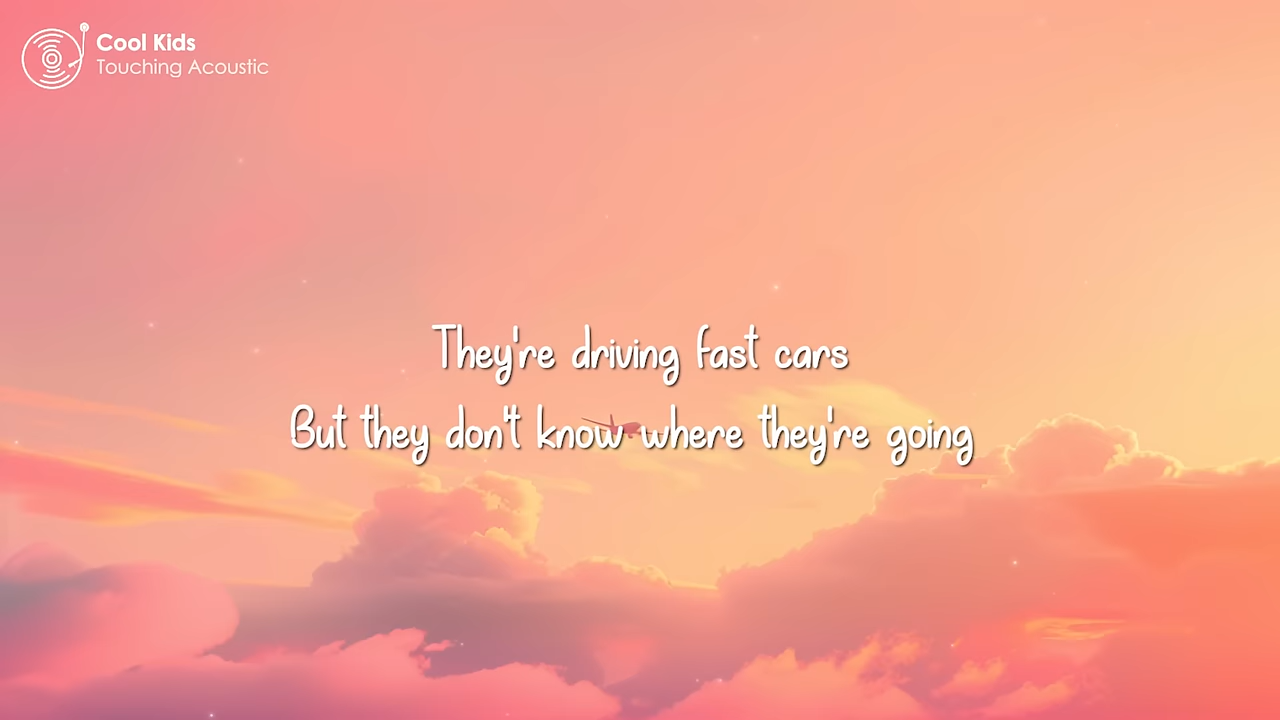 Cool Kids
Touching Acoustic
They're driving fast cars
But they don't know where they're going